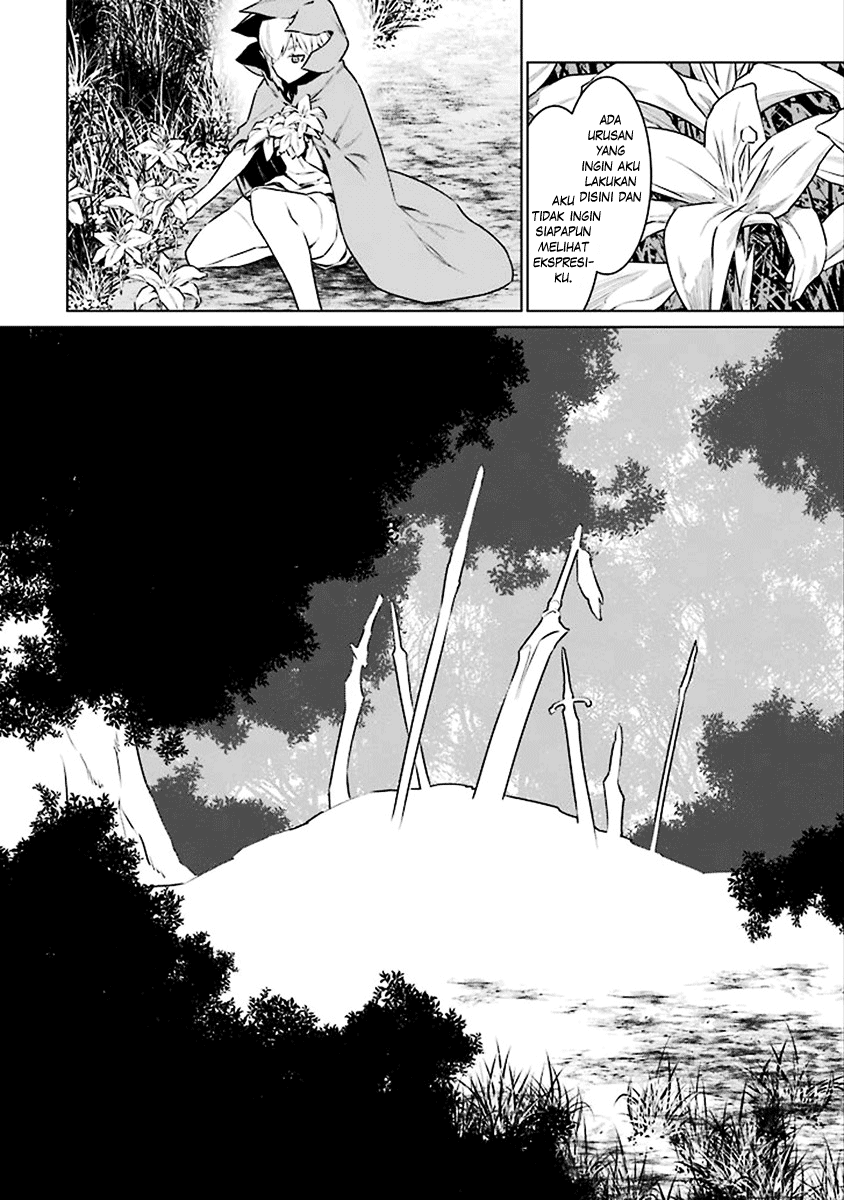 ADA
URUSAN
YANG
INGIN AKU
LAKUKAN
DISINI DAN
AKU
TIDAK INGIN
SIAPAPUN
MELIHAT
EKSPRESI-
KU.